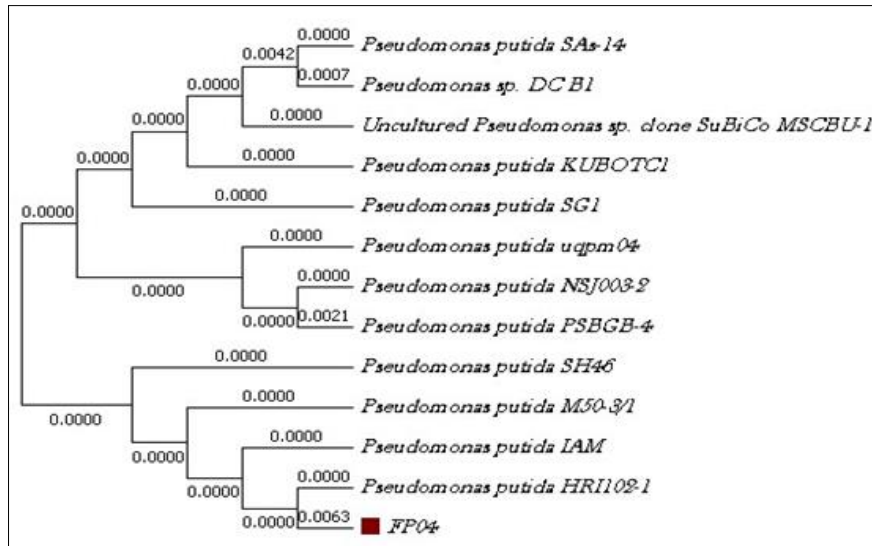 0.0000
Pseudomonas putida SAs-14
0.0042
0.0007
Pseudomonas sp. DC B1
0.0000
0.0000
Uncultured Pseudomonas sp. clone SuBiCo MSCBU-1
0.0000
0.0000
Pseudomonas putida KUBOTC1
0.0000
0.0000
Pseudomonas putida SG1
0.0000
0.0000
Pseudomonas putida uqpm04
0.0000
0.0000
Pseudomonas putida NSJ003-2
0.0000
0.0021
Pseudomonas putida PSBGB-4
0.0000
Pseudomonas putida SH46
0.0000
0.0000
Pseudomonas putida M50-3/1
0.0000
0.0000
Pseudomonas putida IAM
0.0000
0.0000
Pseudomonas putida HRI102-1
0.0000
0.0063
FP04